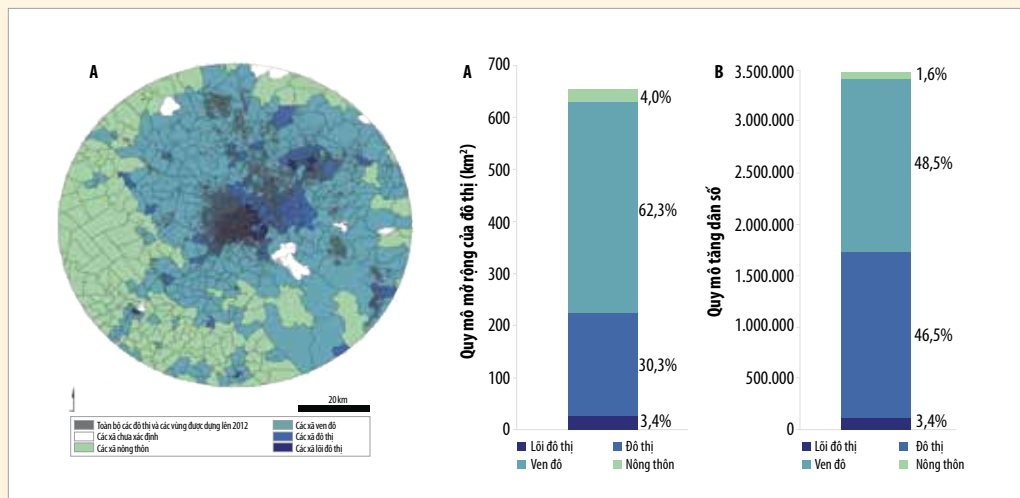 A
20 km
Toàn bộ các đô thị và các vùng được dựng lên 2012
Các xã chưa xác định
Các xã nông thôn
Các xã ven đô
Các xã đô thị
Các xã lõi đô thị
A
Quy mô mở rộng của đô thị (km²)
700
600
500
400
300
200
100
0
4,0%
62,3%
30,3%
3,4%
Lõi đô thị
Đô thị
Ven đô
Nông thôn
B
Quy mô tăng dân số
3.500.000
3.000.000
2.500.000
2.000.000
1.500.000
1.000.000
500.000
0
1,6%
48,5%
46,5%
3,4%
Lõi đô thị
Đô thị
Ven đô
Nông thôn